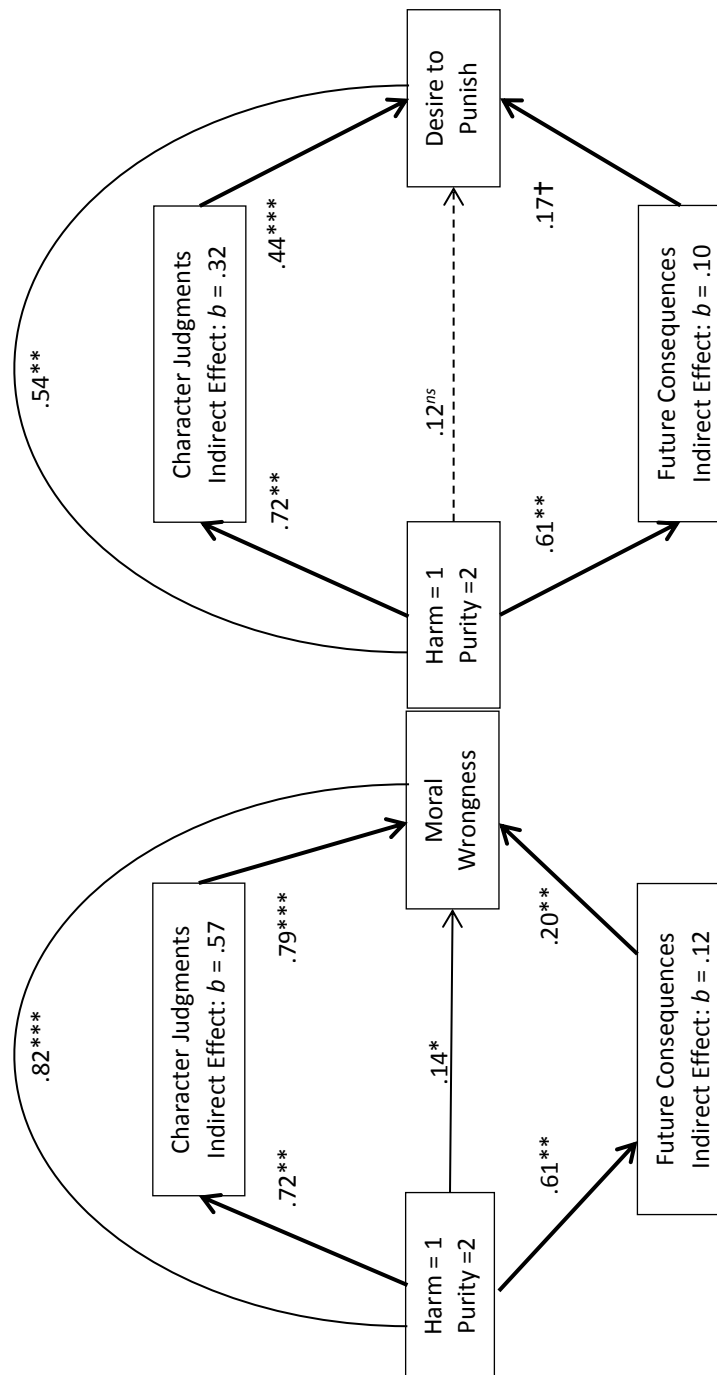 .82***
Character Judgments
Indirect Effect: b = .57
.72**
.79***
Harm = 1
Purity =2
.14*
Moral
Wrongness
.61**
.20**
Future Consequences
Indirect Effect: b = .12
.54**
Character Judgments
Indirect Effect: b = .32
.72**
.44***
Harm = 1
Purity =2
.12ns
Desire to
Punish
.61**
.17†
Future Consequences
Indirect Effect: b = .10